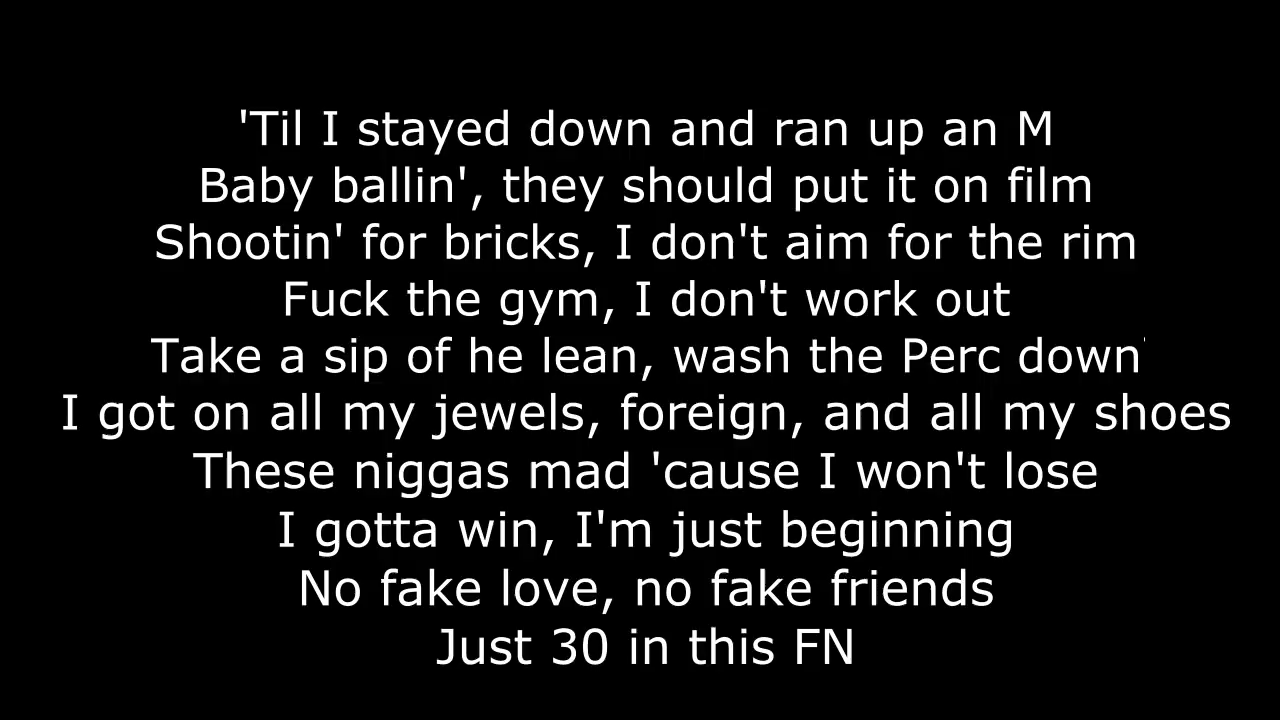 'Til I stayed down and ran up an M
Baby ballin', they should put it on film
Shootin' for bricks, I don't aim for the rim
Fuck the gym, I don't work out
Take a sip of he lean, wash the Perc down'
I got on all my jewels, foreign, and all my shoes
These niggas mad 'cause I won't lose
I gotta win, I'm just beginning
No fake love, no fake friends
Just 30 in this FN